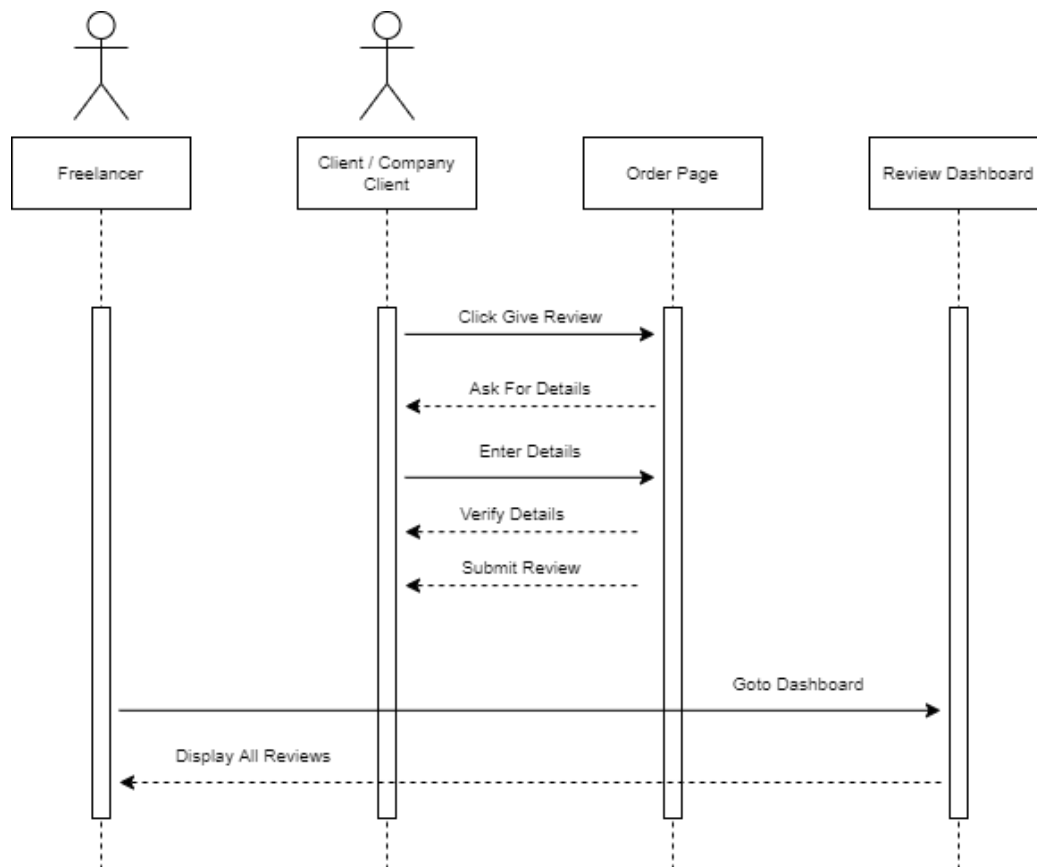 Freelancer
Client / Company
Client
Order Page
Review Dashboard
Click Give Review
Ask For Details
Enter Details
Verify Details
Submit Review
Goto Dashboard
Display All Reviews